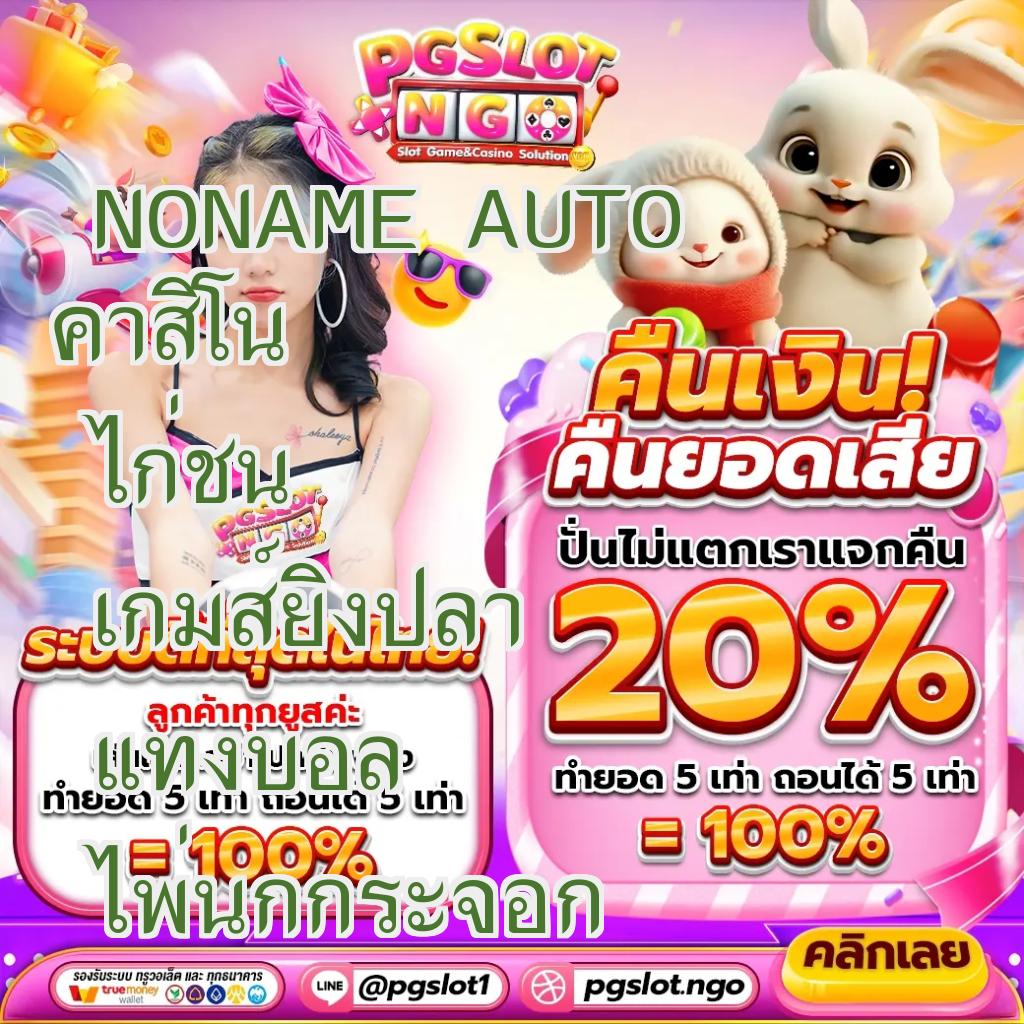 PGSLOT
NGO
Slot Game&Casino Solution
NONAME AUTO
คาสิโน
ไก่ชน
เกมส์ยิงปลา
แทงบอล
ไพ่นกกระจอก
คืนเงิน!
คืนยอดเสีย
ปั่นไม่แตกเราแจกคืน
20%
ทำยอด 5 เท่า ถอนได้ 5 เท่า
= 100%
PGSLOT
ลูกค้าทุกยูสค่ะ
ทำยอด 5 เท่า ถอนได้ 5 เท่า
= 100%
คลิกเลย
รองรับระบบ ทรูวอเล็ต และ ทุกธนาคาร
truemoney
wallet
LINE @pgslot1
pgslot.ngo